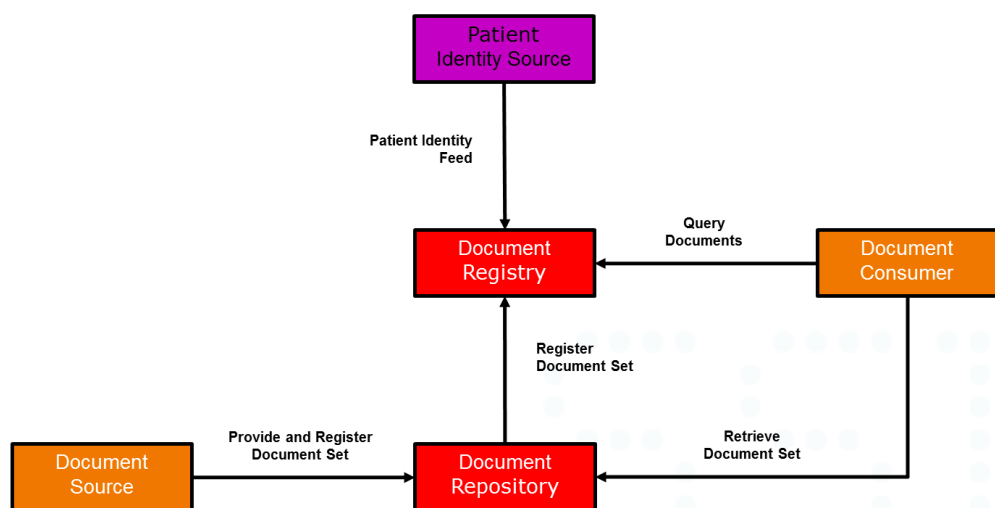 Patient
Identity Source
Patient Identity
Feed
Query
Documents
Document
Registry
Document
Consumer
Register
Document Set
Provide and Register
Document Set
Retrieve
Document Set
Document
Source
Document
Repository